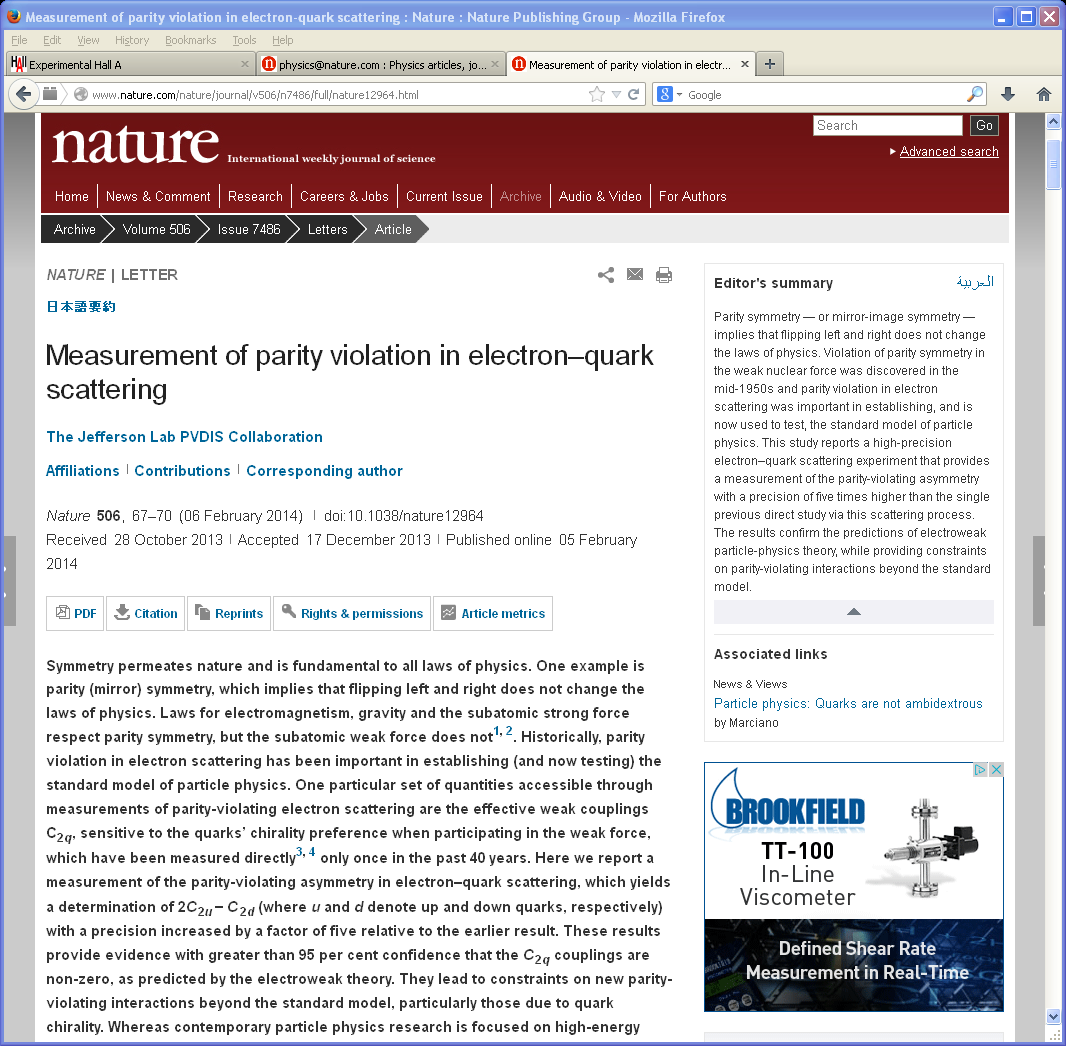 Measurement of parity violation in electron-quark scattering : Nature : Nature Publishing Group - Mozilla Firefox
File Edit View History Bookmarks Tools Help
HALL Experimental Hall A
n physics@nature.com : Physics articles, jo...
n Measurement of parity violation in electr...
www.nature.com/nature/journal/v506/n7486/full/nature12964.html
8 Google
nature International weekly journal of science
Search Go
Advanced search
Home News & Comment Research Careers & Jobs Current Issue Archive Audio & Video For Authors
Archive Volume 506 Issue 7486 Letters Article
NATURE | LETTER
日本語要約
Measurement of parity violation in electron–quark
scattering
The Jefferson Lab PVDIS Collaboration
Affiliations | Contributions | Corresponding author
Nature 506, 67–70 (06 February 2014) | doi:10.1038/nature12964
Received 28 October 2013 | Accepted 17 December 2013 | Published online 05 February
2014
PDF Citation Reprints Rights & permissions Article metrics
Symmetry permeates nature and is fundamental to all laws of physics. One example is
parity (mirror) symmetry, which implies that flipping left and right does not change the
laws of physics. Laws for electromagnetism, gravity and the subatomic strong force
respect parity symmetry, but the subatomic weak force does not1, 2. Historically, parity
violation in electron scattering has been important in establishing (and now testing) the
standard model of particle physics. One particular set of quantities accessible through
measurements of parity-violating electron scattering are the effective weak couplings
C2q, sensitive to the quarks’ chirality preference when participating in the weak force,
which have been measured directly3, 4 only once in the past 40 years. Here we report a
measurement of the parity-violating asymmetry in electron–quark scattering, which yields
a determination of 2C2u − C2d (where u and d denote up and down quarks, respectively)
with a precision increased by a factor of five relative to the earlier result. These results
provide evidence with greater than 95 per cent confidence that the C2q couplings are
non-zero, as predicted by the electroweak theory. They lead to constraints on new parity-
violating interactions beyond the standard model, particularly those due to quark
chirality. Whereas contemporary particle physics research is focused on high-energy
Editor's summary
العربية
Parity symmetry — or mirror-image symmetry —
implies that flipping left and right does not change
the laws of physics. Violation of parity symmetry in
the weak nuclear force was discovered in the
mid-1950s and parity violation in electron
scattering was important in establishing, and is
now used to test, the standard model of particle
physics. This study reports a high-precision
electron–quark scattering experiment that provides
a measurement of the parity-violating asymmetry
with a precision of five times higher than the single
previous direct study via this scattering process.
The results confirm the predictions of electroweak
particle-physics theory, while providing constraints
on parity-violating interactions beyond the standard
model.
Associated links
News & Views
Particle physics: Quarks are not ambidextrous
by Marciano
BROOKFIELD
TT-100
In-Line
Viscometer
Defined Shear Rate
Measurement in Real-Time